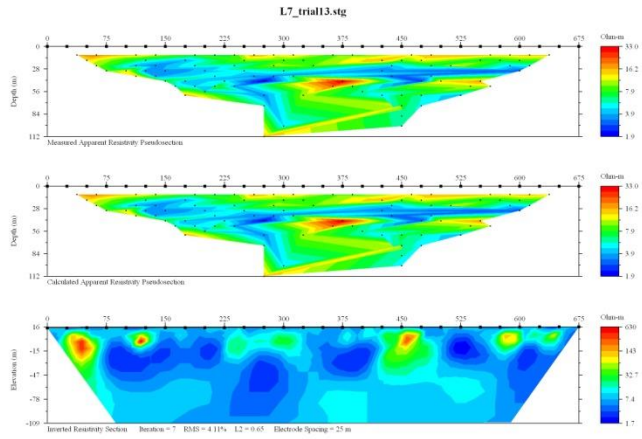 L7_trial13.stg
0 75 150 225 300 375 450 525 600 675 Ohm-m
0 28 56 84 112
Depth (m)
33.0 16.2 7.9 3.9 1.9
Measured Apparent Resistivity Pseudosection
0 75 150 225 300 375 450 525 600 675 Ohm-m
0 28 56 84 112
Depth (m)
33.0 16.2 7.9 3.9 1.9
Calculated Apparent Resistivity Pseudosection
0 75 150 225 300 375 450 525 600 675 Ohm-m
16 -15 -47 -78 -109
Elevation (m)
630 143 32.7 7.4 1.7
Inverted Resistivity Section Iteration = 7 RMS = 4.11% L2 = 0.65 Electrode Spacing = 25 m